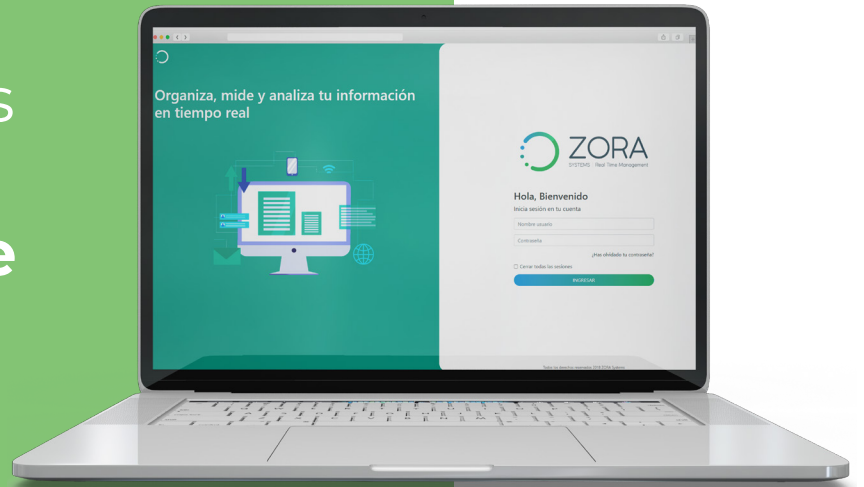 s
e
Organiza, mide y analiza tu información
en tiempo real
ZORA
SYSTEMS Real Time Management
Hola, Bienvenido
Inicia sesión en tu cuenta
Nombre usuario
Contraseña
¿Has olvidado tu contraseña?
Cerrar todas las sesiones
INGRESAR